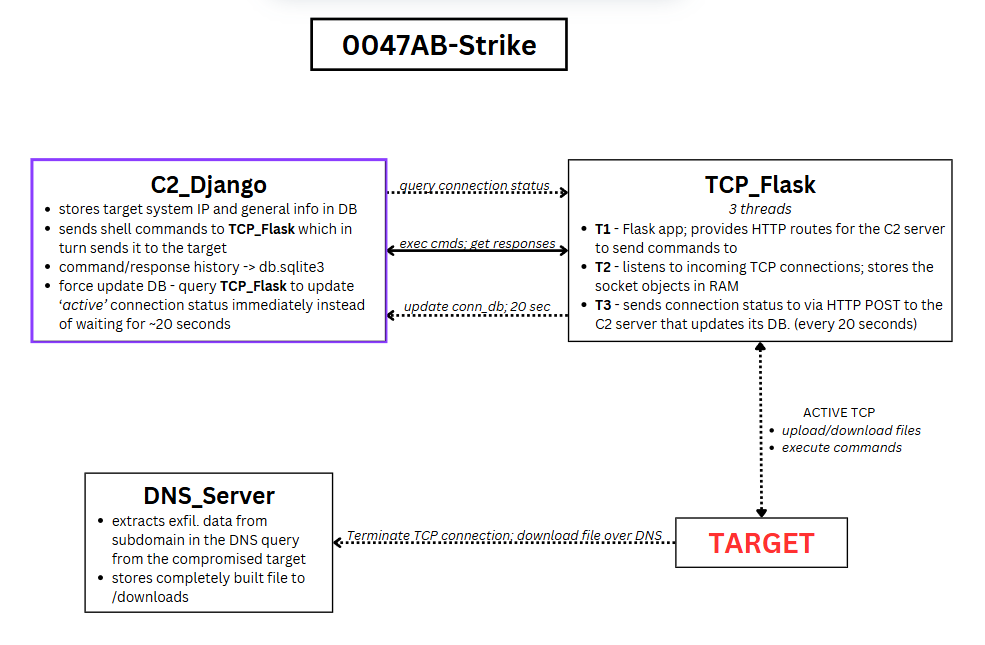 0047AB-Strike
C2_Django
• stores target system IP and general info in DB
• sends shell commands to TCP_Flask which in
turn sends it to the target
• command/response history -> db.sqlite3
• force update DB - query TCP_Flask to update
‘active’ connection status immediately instead
of waiting for ~20 seconds
query connection status
exec cmds; get responses
update conn_db; 20 sec
TCP_Flask
3 threads
• T1 - Flask app; provides HTTP routes for the C2 server
to send commands to
• T2 - listens to incoming TCP connections; stores the
socket objects in RAM
• T3 - sends connection status to via HTTP POST to the
C2 server that updates its DB. (every 20 seconds)
ACTIVE TCP
• upload/download files
• execute commands
DNS_Server
• extracts exfil. data from
subdomain in the DNS query
from the compromised target
• stores completely built file to
/downloads
Terminate TCP connection; download file over DNS
TARGET